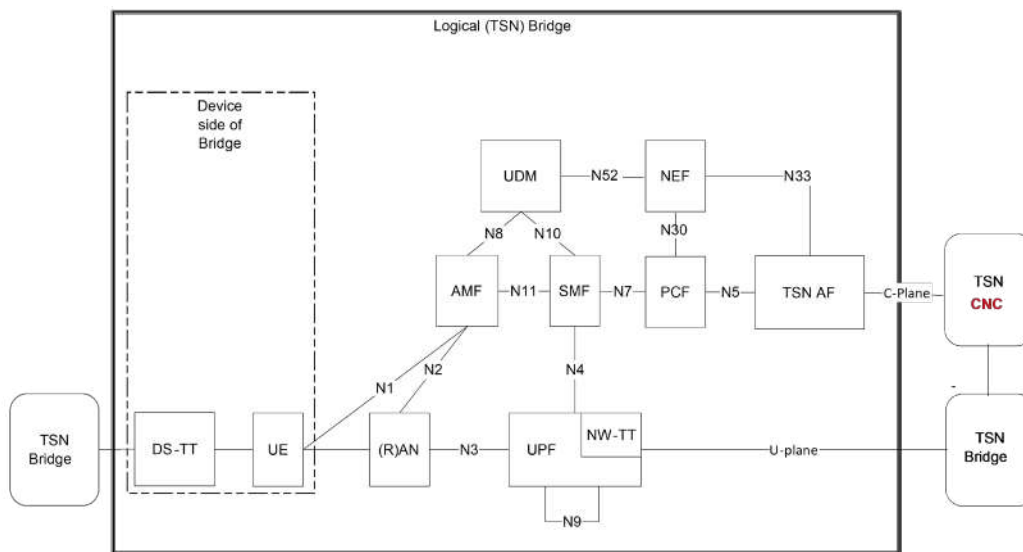 Logical (TSN) Bridge
Device
side of
Bridge
UDM
N52
NEF
N33
N8
N10
N30
AMF
N11
SMF
N7
PCF
N5
TSN AF
C-Plane
TSN
CNC
N1
N2
N4
TSN
Bridge
DS-TT
UE
(R)AN
N3
UPF
NW-TT
U-plane
TSN
Bridge
N9